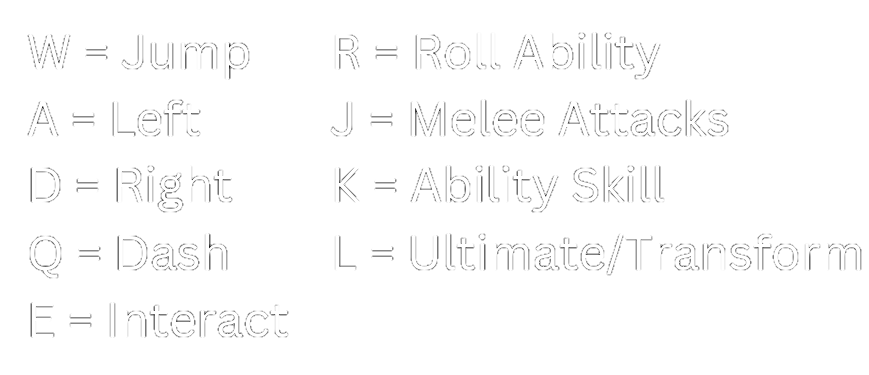 W = Jump
A = Left
D = Right
Q = Dash
E = Interact
R = Roll Ability
J = Melee Attacks
K = Ability Skill
L = Ultimate/Transform